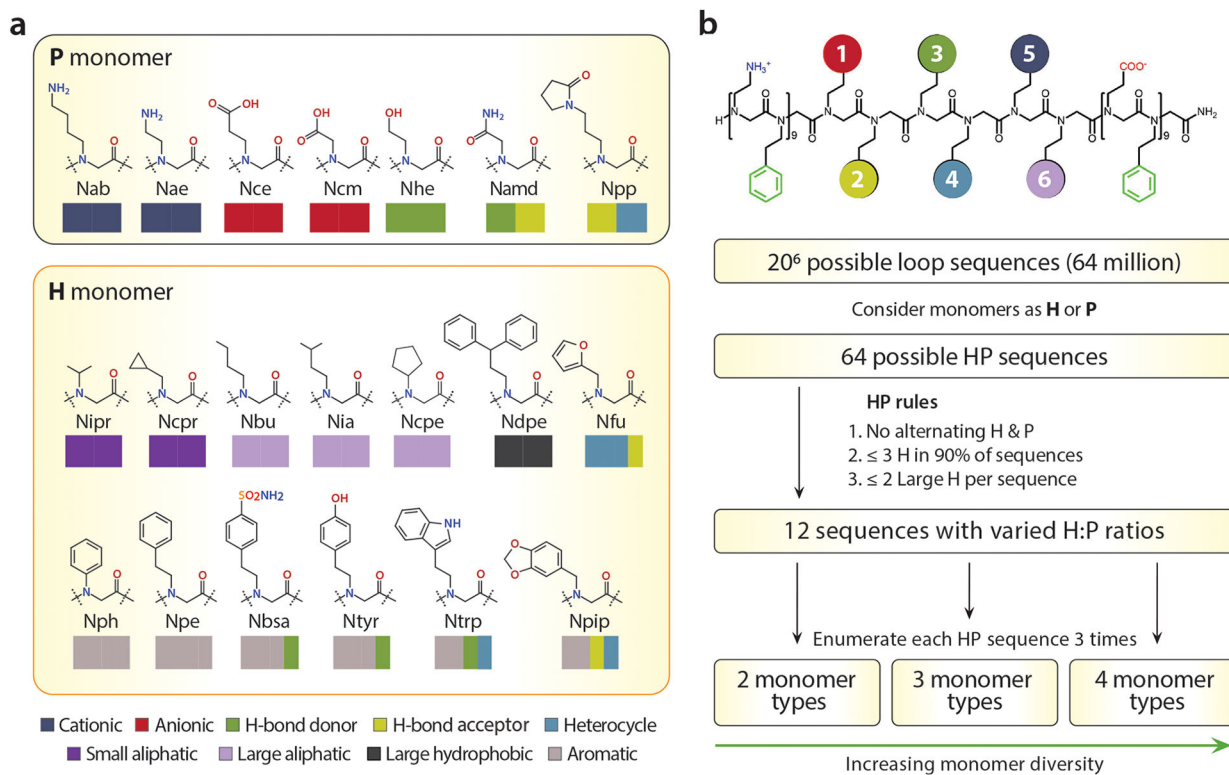 a
P monomer
NH2
NH2
O
OH
O
OH
OH
O
NH2
O
N
N
O
N
O
N
O
N
O
N
O
N
O
N
O
Nab
Nae
Nce
Ncm
Nhe
Namd
Npp
H monomer
O
N
O
N
O
N
O
N
O
N
O
N
O
N
O
O
Nipr
Ncpr
Nbu
Nia
Ncpe
Ndpe
Nfu
SO2NH2
OH
NH
O
O
N
O
N
O
N
O
N
O
N
O
N
O
Nph
Npe
Nbsa
Ntyr
Ntrp
Npip
Cationic
Anionic
H-bond donor
H-bond acceptor
Heterocycle
Small aliphatic
Large aliphatic
Large hydrophobic
Aromatic
b
1
3
5
NH3+
COO-
H
N
O
N
9
O
N
O
N
O
N
O
N
O
N
O
N
O
N
O
N
9
O
NH2
2
4
6
20⁶ possible loop sequences (64 million)
Consider monomers as H or P
64 possible HP sequences
HP rules
1. No alternating H & P
2. ≤ 3 H in 90% of sequences
3. ≤ 2 Large H per sequence
12 sequences with varied H:P ratios
Enumerate each HP sequence 3 times
2 monomer
types
3 monomer
types
4 monomer
types
Increasing monomer diversity